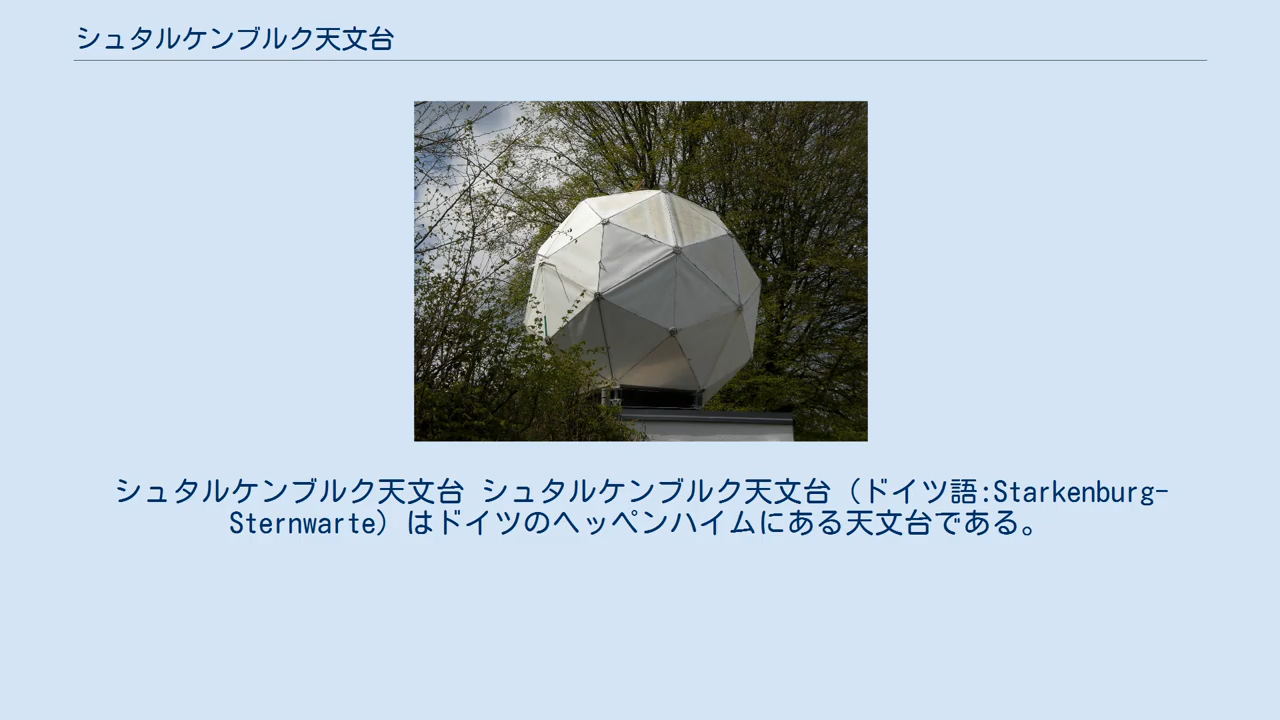 シュタルケンブルク天文台
シュタルケンブルク天文台 シュタルケンブルク天文台（ドイツ語:Starkenburg-
Sternwarte）はドイツのヘッペンハイムにある天文台である。